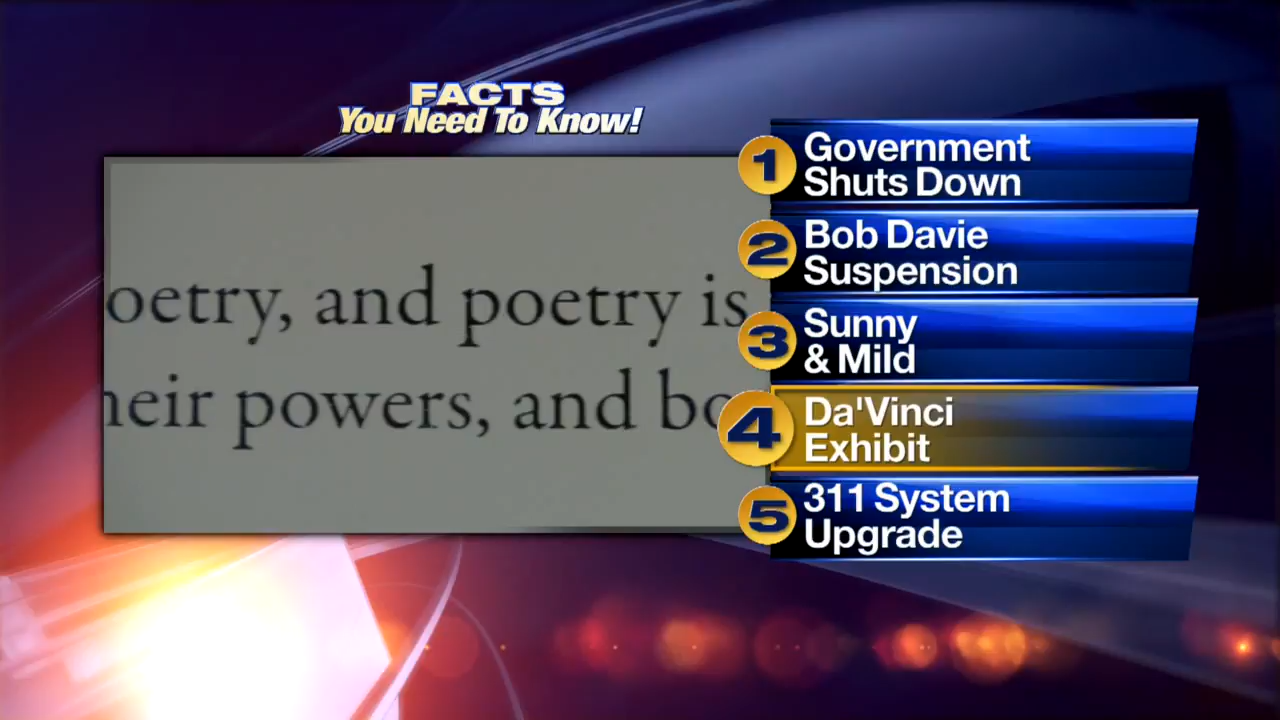 FACTS
You Need To Know!
oetry, and poetry is
heir powers, and bo
1 Government
Shuts Down
2 Bob Davie
Suspension
3 Sunny
& Mild
4 Da'Vinci
Exhibit
5 311 System
Upgrade